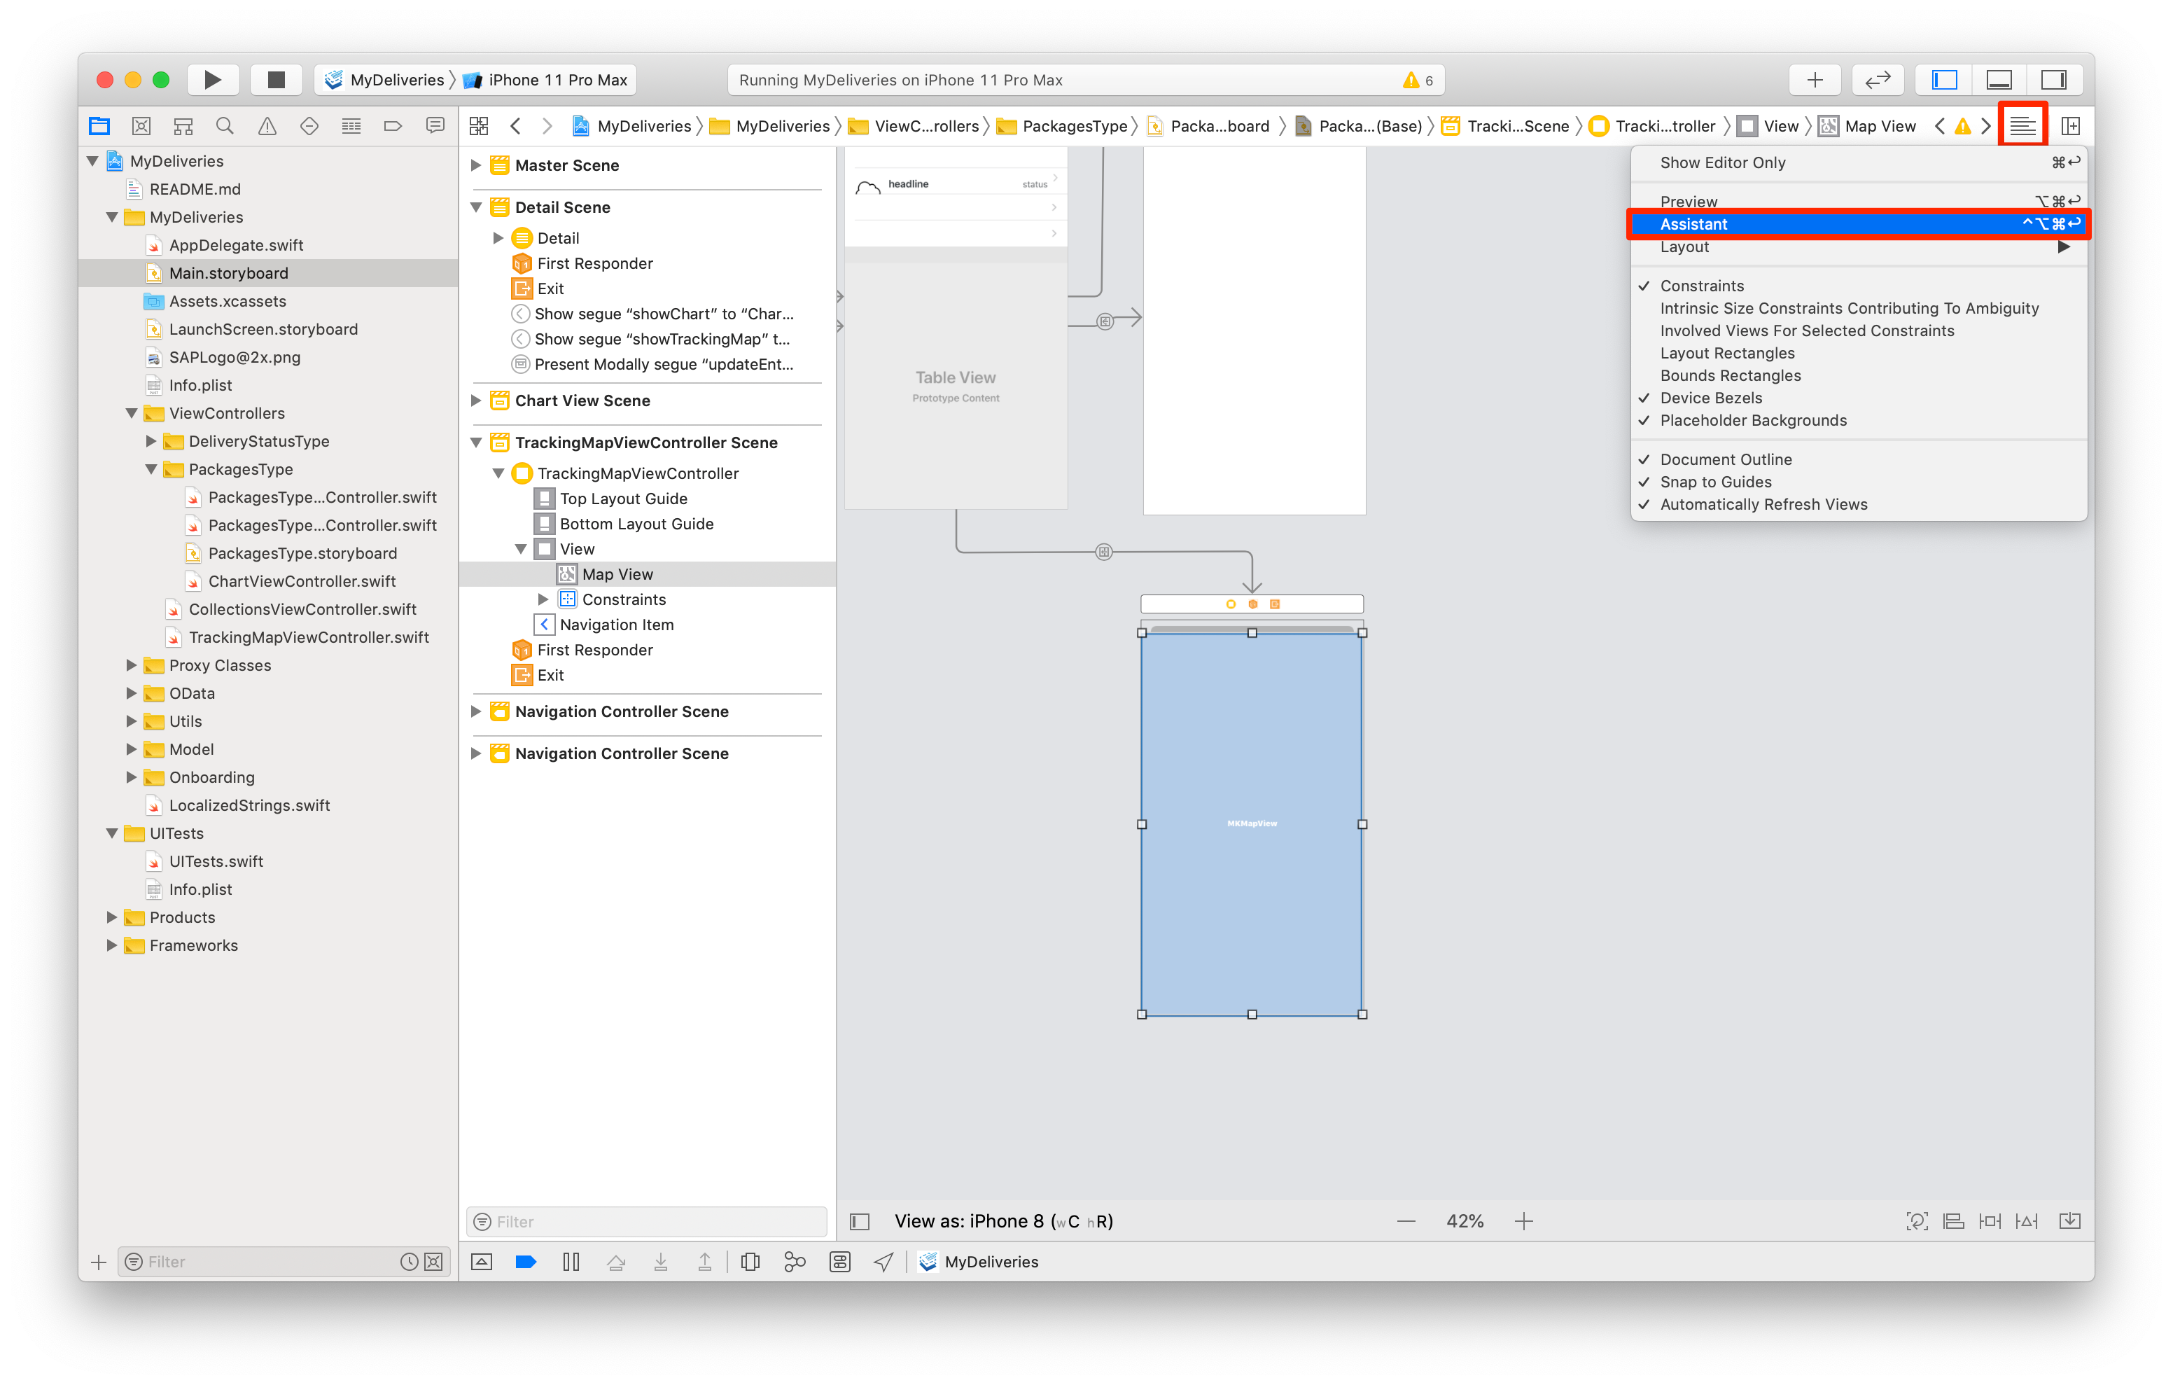 MyDeliveries
iPhone 11 Pro Max
Running MyDeliveries on iPhone 11 Pro Max
6
MyDeliveries
MyDeliveries
ViewC...rollers
PackagesType
Packa...board
Packa...(Base)
Tracki...Scene
Tracki...troller
View
Map View
MyDeliveries
README.md
MyDeliveries
AppDelegate.swift
Main.storyboard
Assets.xcassets
LaunchScreen.storyboard
SAPLogo@2x.png
Info.plist
ViewControllers
DeliveryStatusType
PackagesType
PackagesType...Controller.swift
PackagesType...Controller.swift
PackagesType.storyboard
ChartViewController.swift
CollectionsViewController.swift
TrackingMapViewController.swift
Proxy Classes
OData
Utils
Model
Onboarding
LocalizedStrings.swift
UITests
UITests.swift
Info.plist
Products
Frameworks
Filter
Master Scene
Detail Scene
Detail
First Responder
Exit
Show segue “showChart” to “Char...
Show segue “showTrackingMap” t...
Present Modally segue “updateEnt...
Chart View Scene
TrackingMapViewController Scene
TrackingMapViewController
Top Layout Guide
Bottom Layout Guide
View
Map View
Constraints
Navigation Item
First Responder
Exit
Navigation Controller Scene
Navigation Controller Scene
Filter
headline
status
Table View
Prototype Content
MKMapView
Show Editor Only ⌘↩
Preview ⌥⌘↩
Assistant ^⌥⌘↩
Layout
✓ Constraints
Intrinsic Size Constraints Contributing To Ambiguity
Involved Views For Selected Constraints
Layout Rectangles
Bounds Rectangles
✓ Device Bezels
✓ Placeholder Backgrounds
✓ Document Outline
✓ Snap to Guides
✓ Automatically Refresh Views
View as: iPhone 8 (wC hR)
42%
MyDeliveries